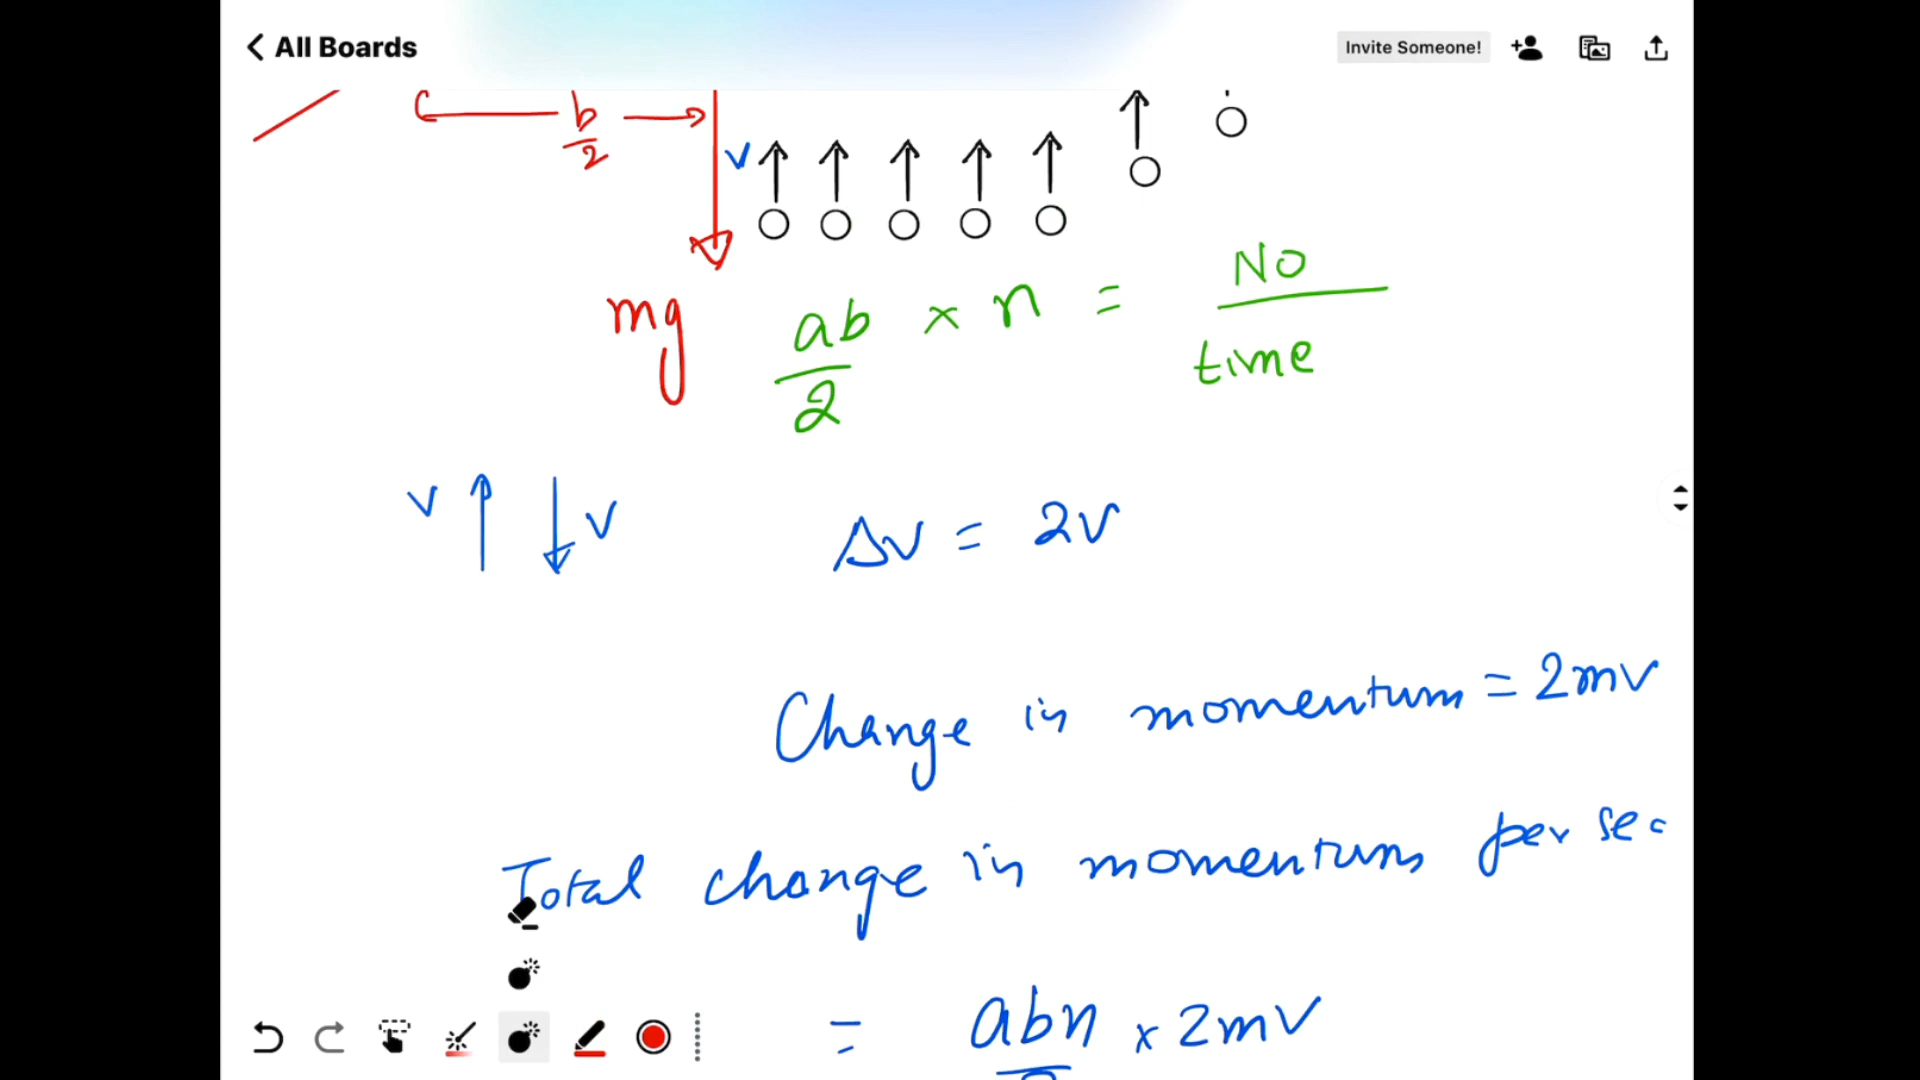 All Boards
Invite Someone!
b/2
v
mg
ab/2 × n = No/time
v v Δv = 2v
Change in momentum = 2mv
Total change in momentum per sec
= abn × 2mv